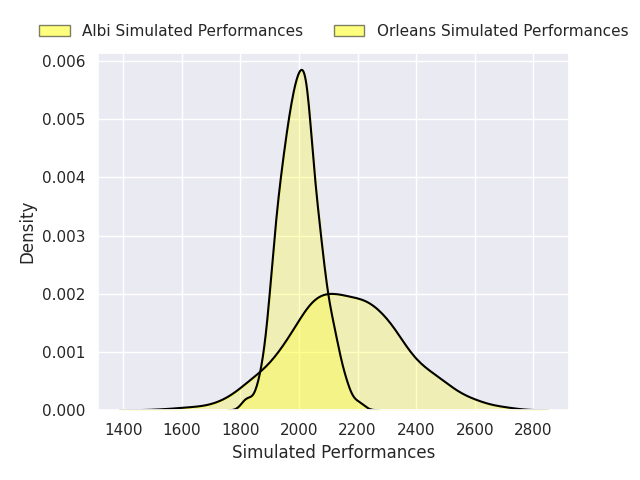 Albi Simulated Performances Orleans Simulated Performances
0.006
0.005
0.004
0.003
0.002
0.001
0.000
Density
1400 1600 1800 2000 2200 2400 2600 2800
Simulated Performances